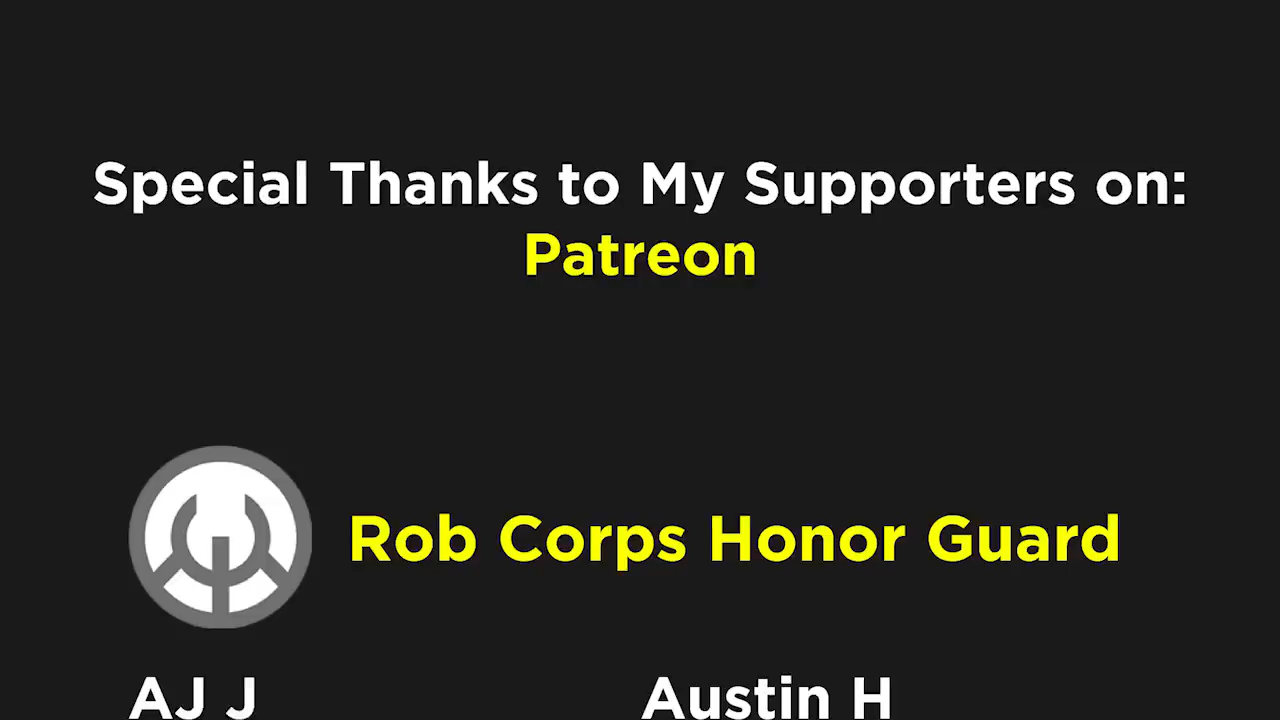 Special Thanks to My Supporters on:
Patreon
Rob Corps Honor Guard
AJ J
Austin H